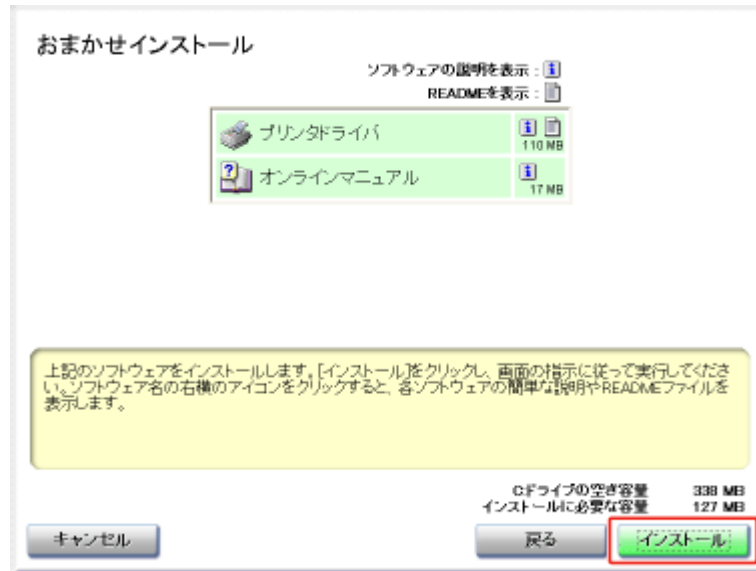 おまかせインストール
ソフトウェアの説明を表示 :
READMEを表示 :
プリンタドライバ
110 MB
オンラインマニュアル
17 MB
上記のソフトウェアをインストールします。[インストール]をクリックし、画面の指示に従って実行してくださ
い。ソフトウェア名の右横のアイコンをクリックすると、各ソフトウェアの簡単な説明やREADMEファイルを
表示します。
Cドライブの空き容量 338 MB
インストールに必要な容量 127 MB
キャンセル 戻る インストール